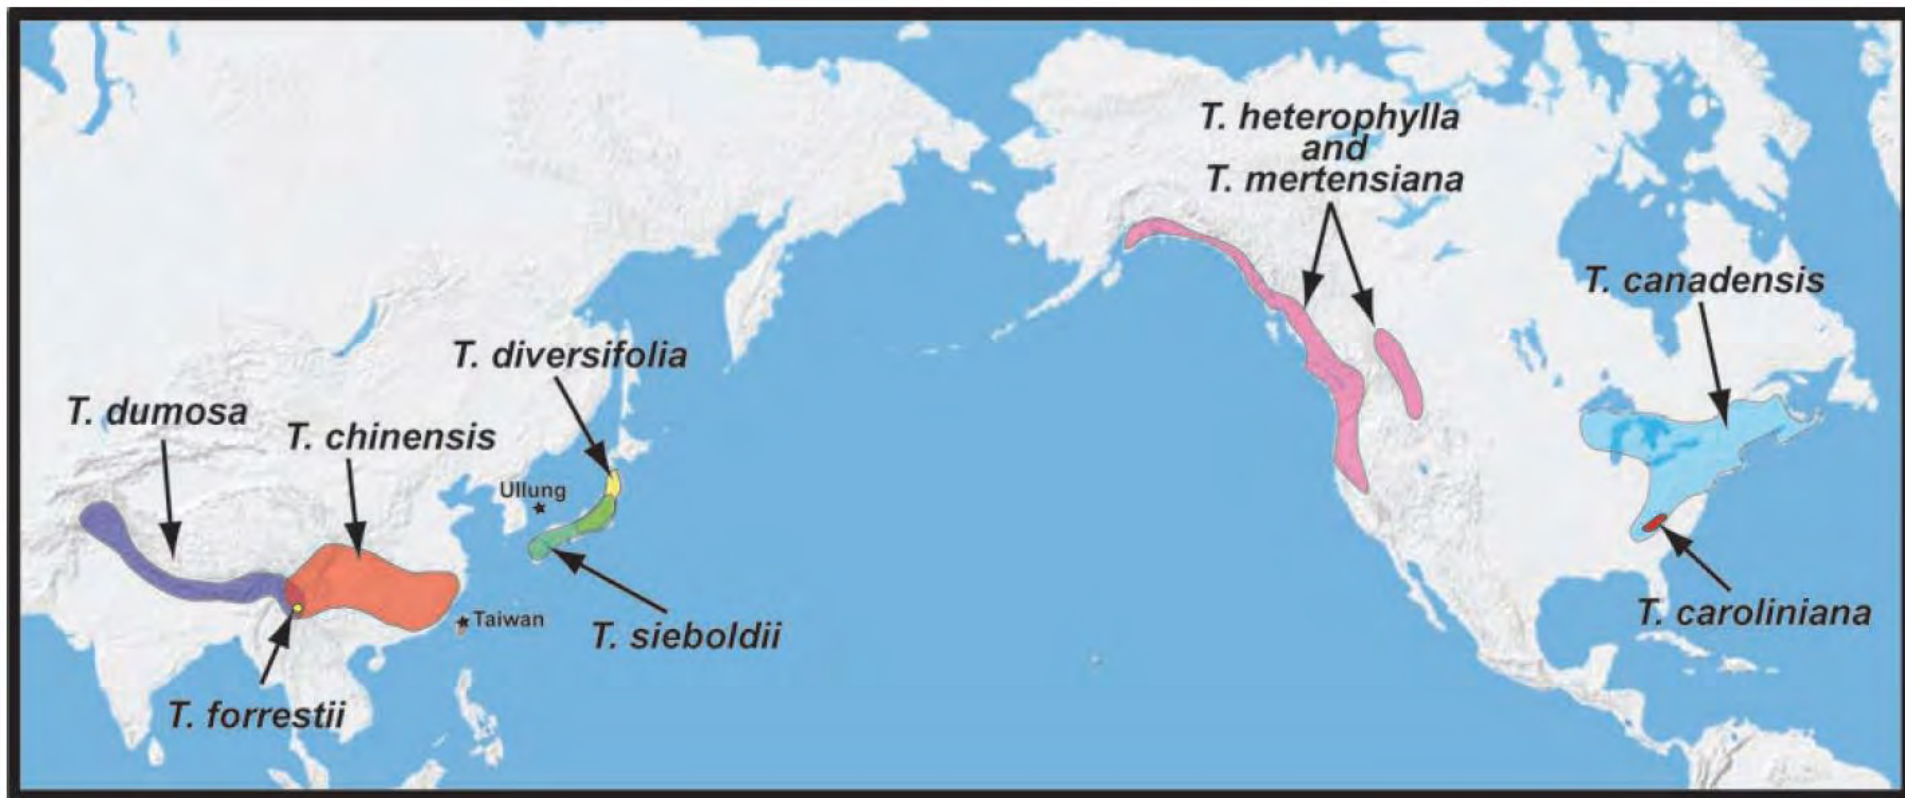 T. heterophylla
and
T. mertensiana
T. canadensis
T. diversifolia
T. dumosa
T. chinensis
Ullung
Taiwan
T. sieboldii
T. caroliniana
T. forrestii